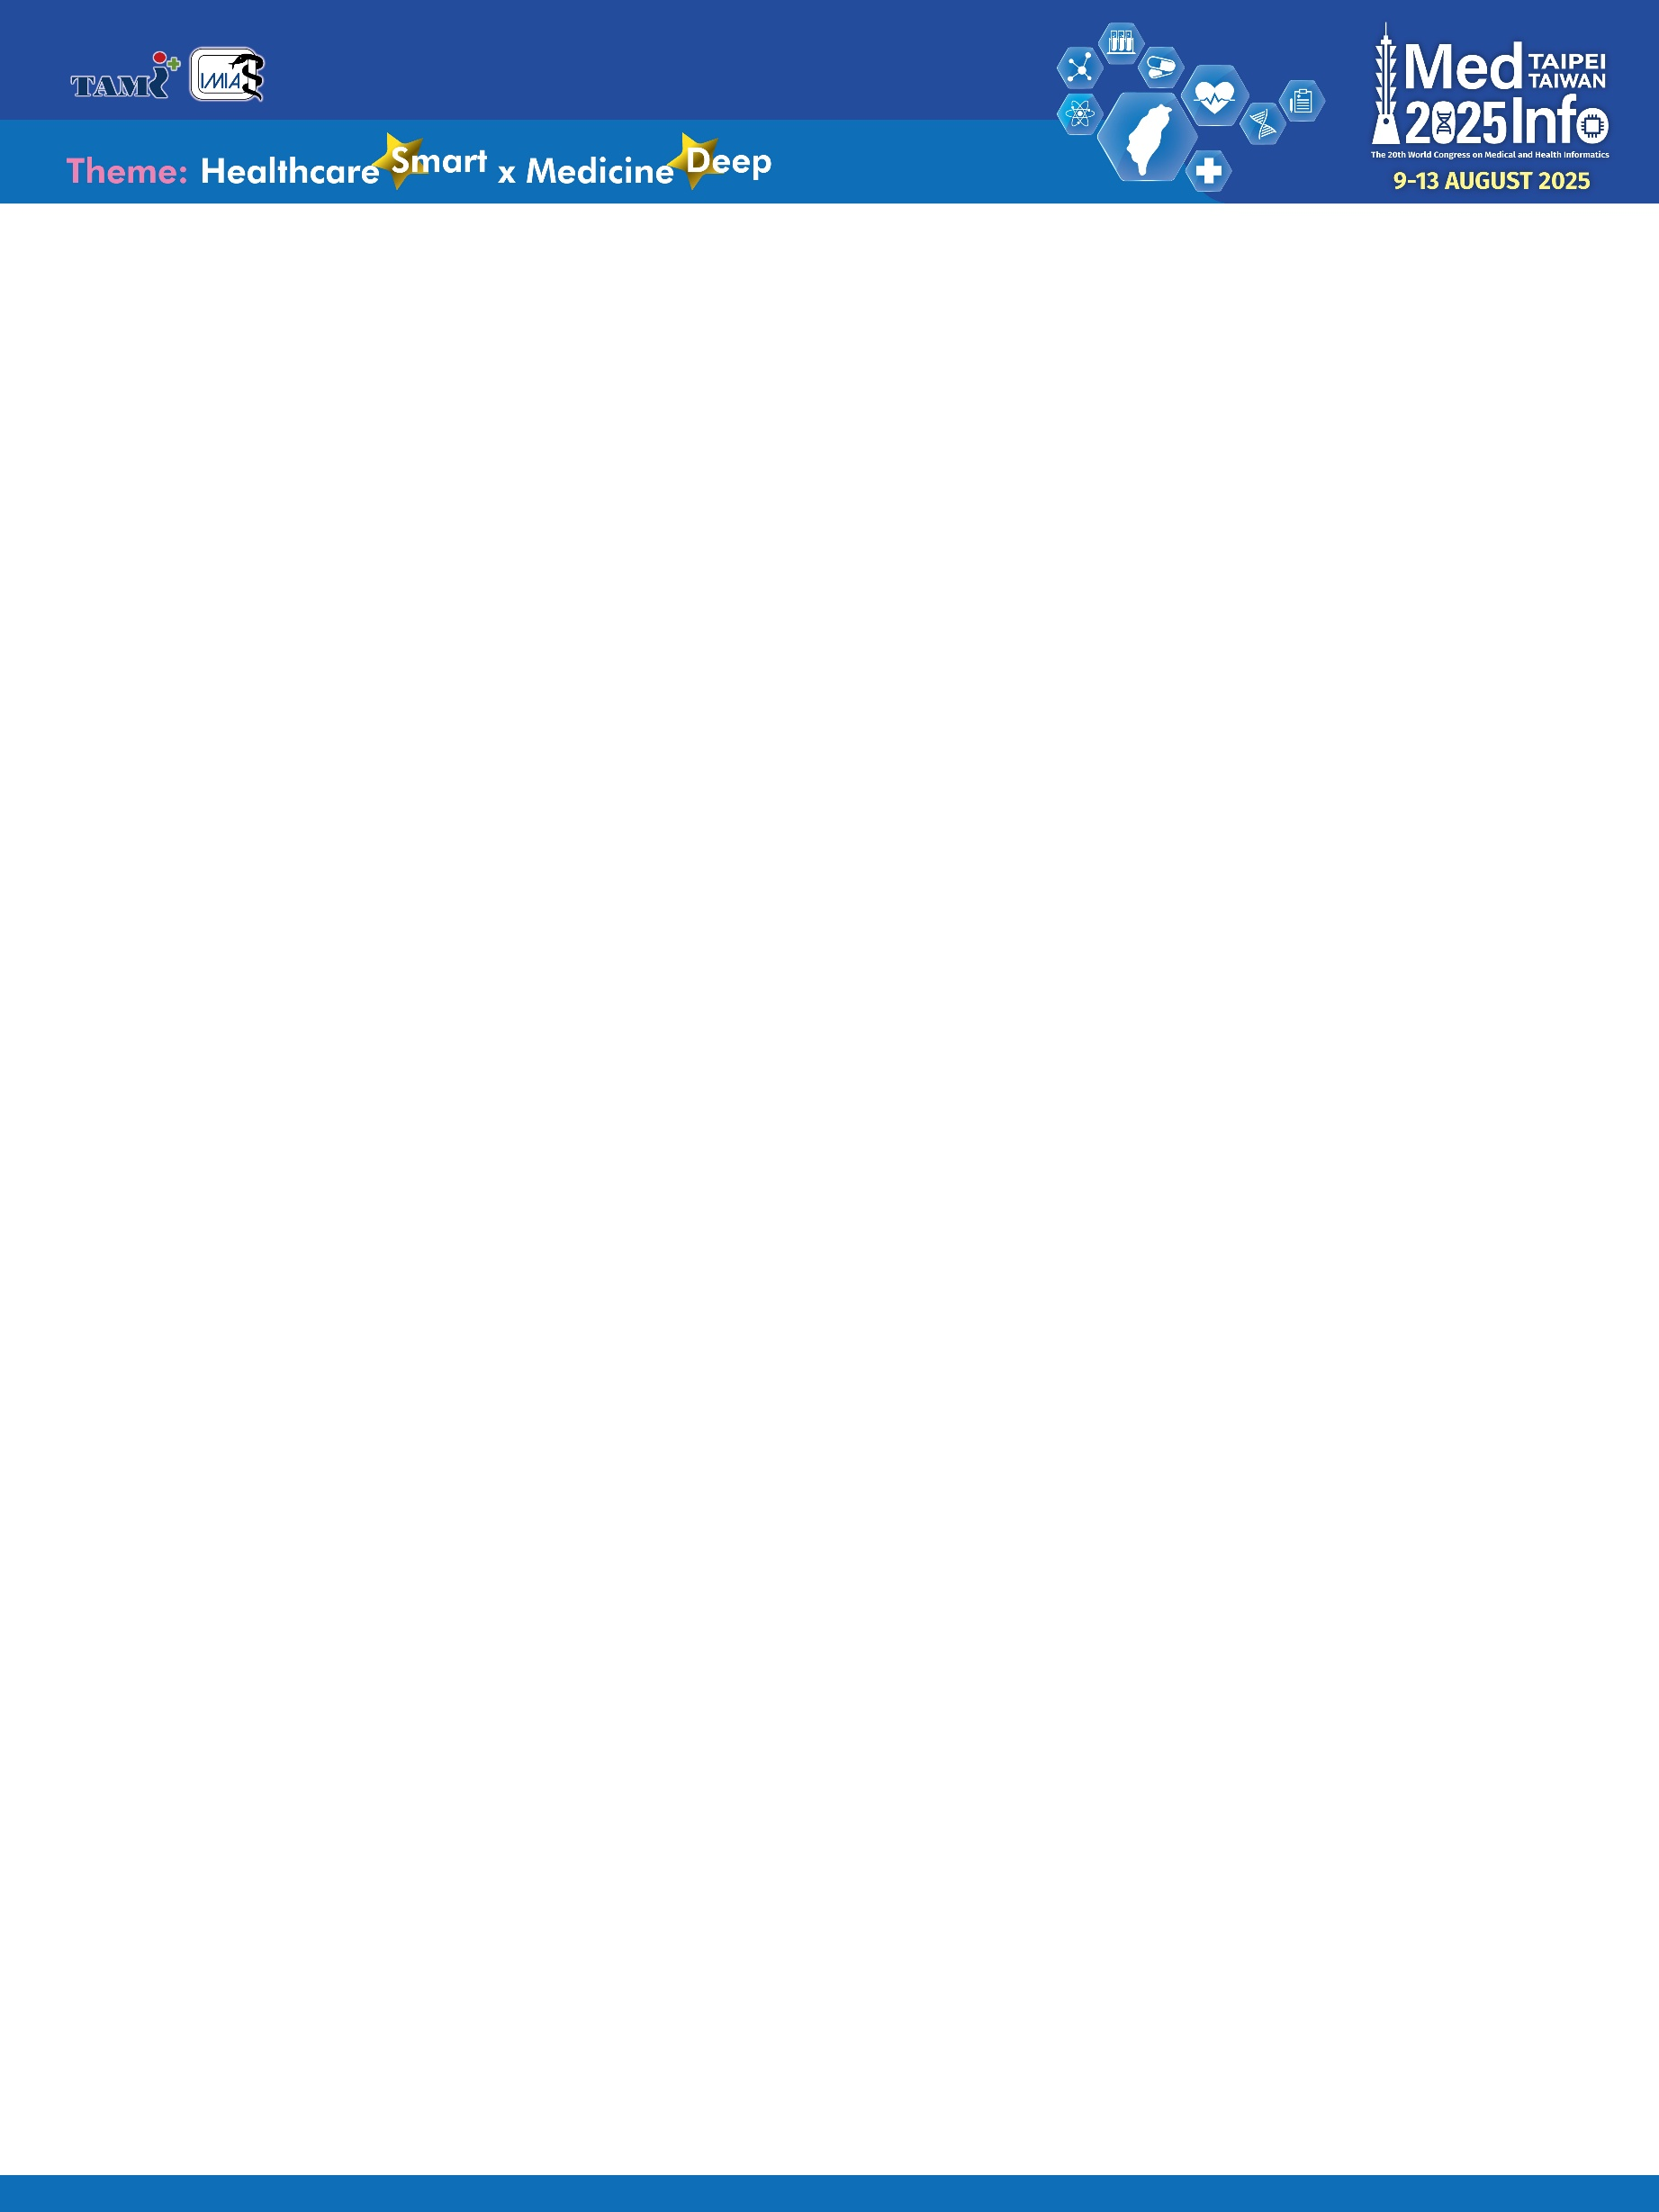 TAMi+
IMIA
Med TAIPEI TAIWAN
2025 Info
The 20th World Congress on Medical and Health Informatics
9-13 AUGUST 2025
Theme: Healthcare Smart x Medicine Deep